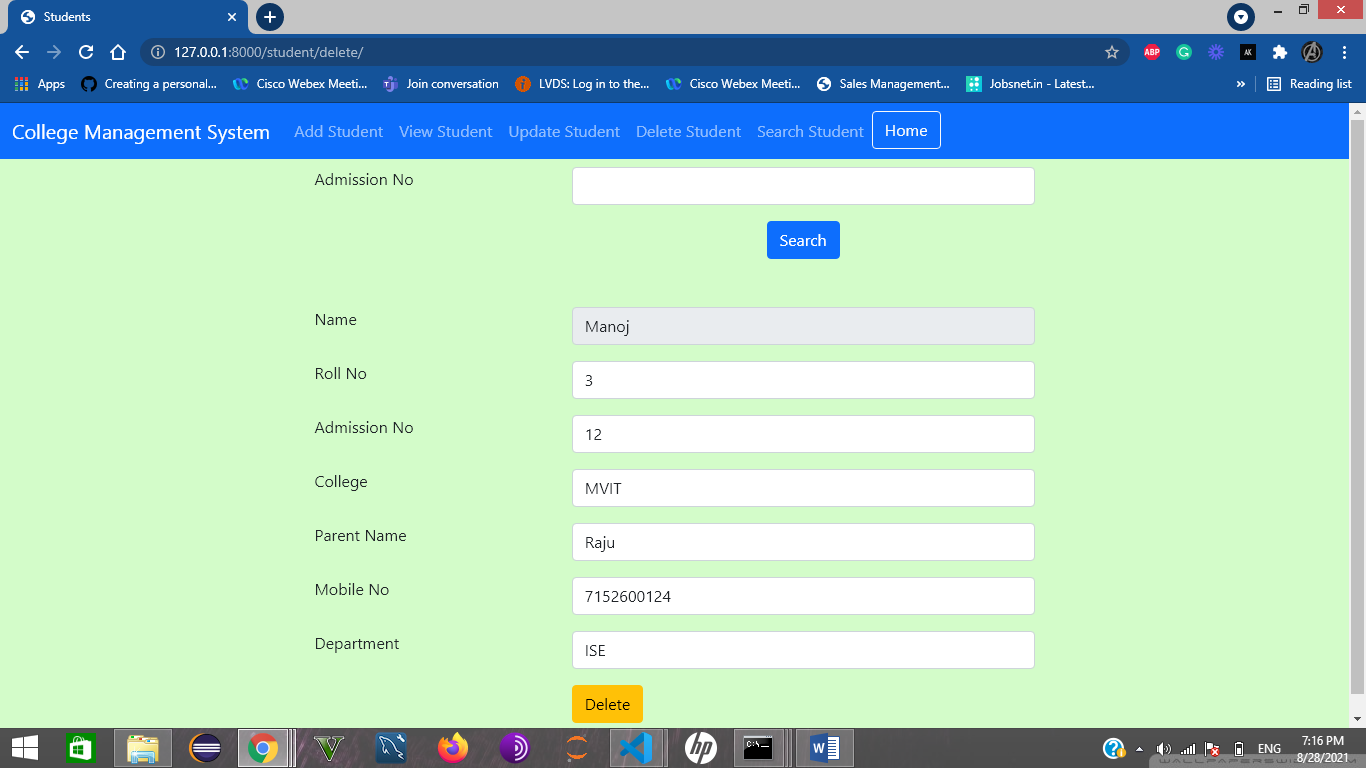 Students
127.0.0.1:8000/student/delete/
ABP
AK
Apps Creating a personal... Cisco Webex Meeti... Join conversation LVDS: Log in to the... Cisco Webex Meeti... Sales Management... Jobsnet.in - Latest... » Reading list
College Management System Add Student View Student Update Student Delete Student Search Student Home
Admission No
Search
Name Manoj
Roll No 3
Admission No 12
College MVIT
Parent Name Raju
Mobile No 7152600124
Department ISE
Delete
ENG 7:16 PM
8/28/2021